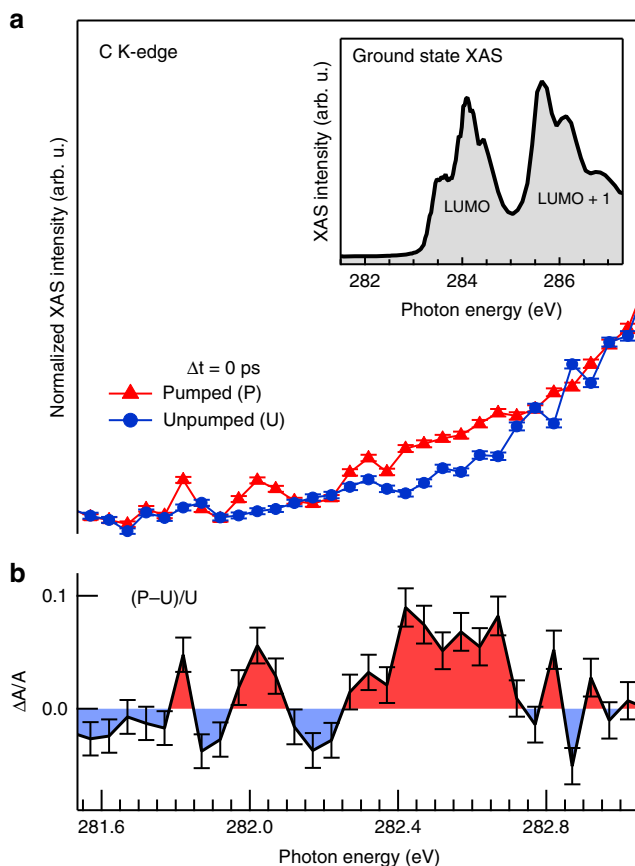 a
C K-edge
Normalized XAS intensity (arb. u.)
Ground state XAS
XAS intensity (arb. u.)
LUMO
LUMO + 1
282
284
286
Photon energy (eV)
Δt = 0 ps
Pumped (P)
Unpumped (U)
b
(P–U)/U
ΔA/A
0.1
0.0
281.6
282.0
282.4
282.8
Photon energy (eV)